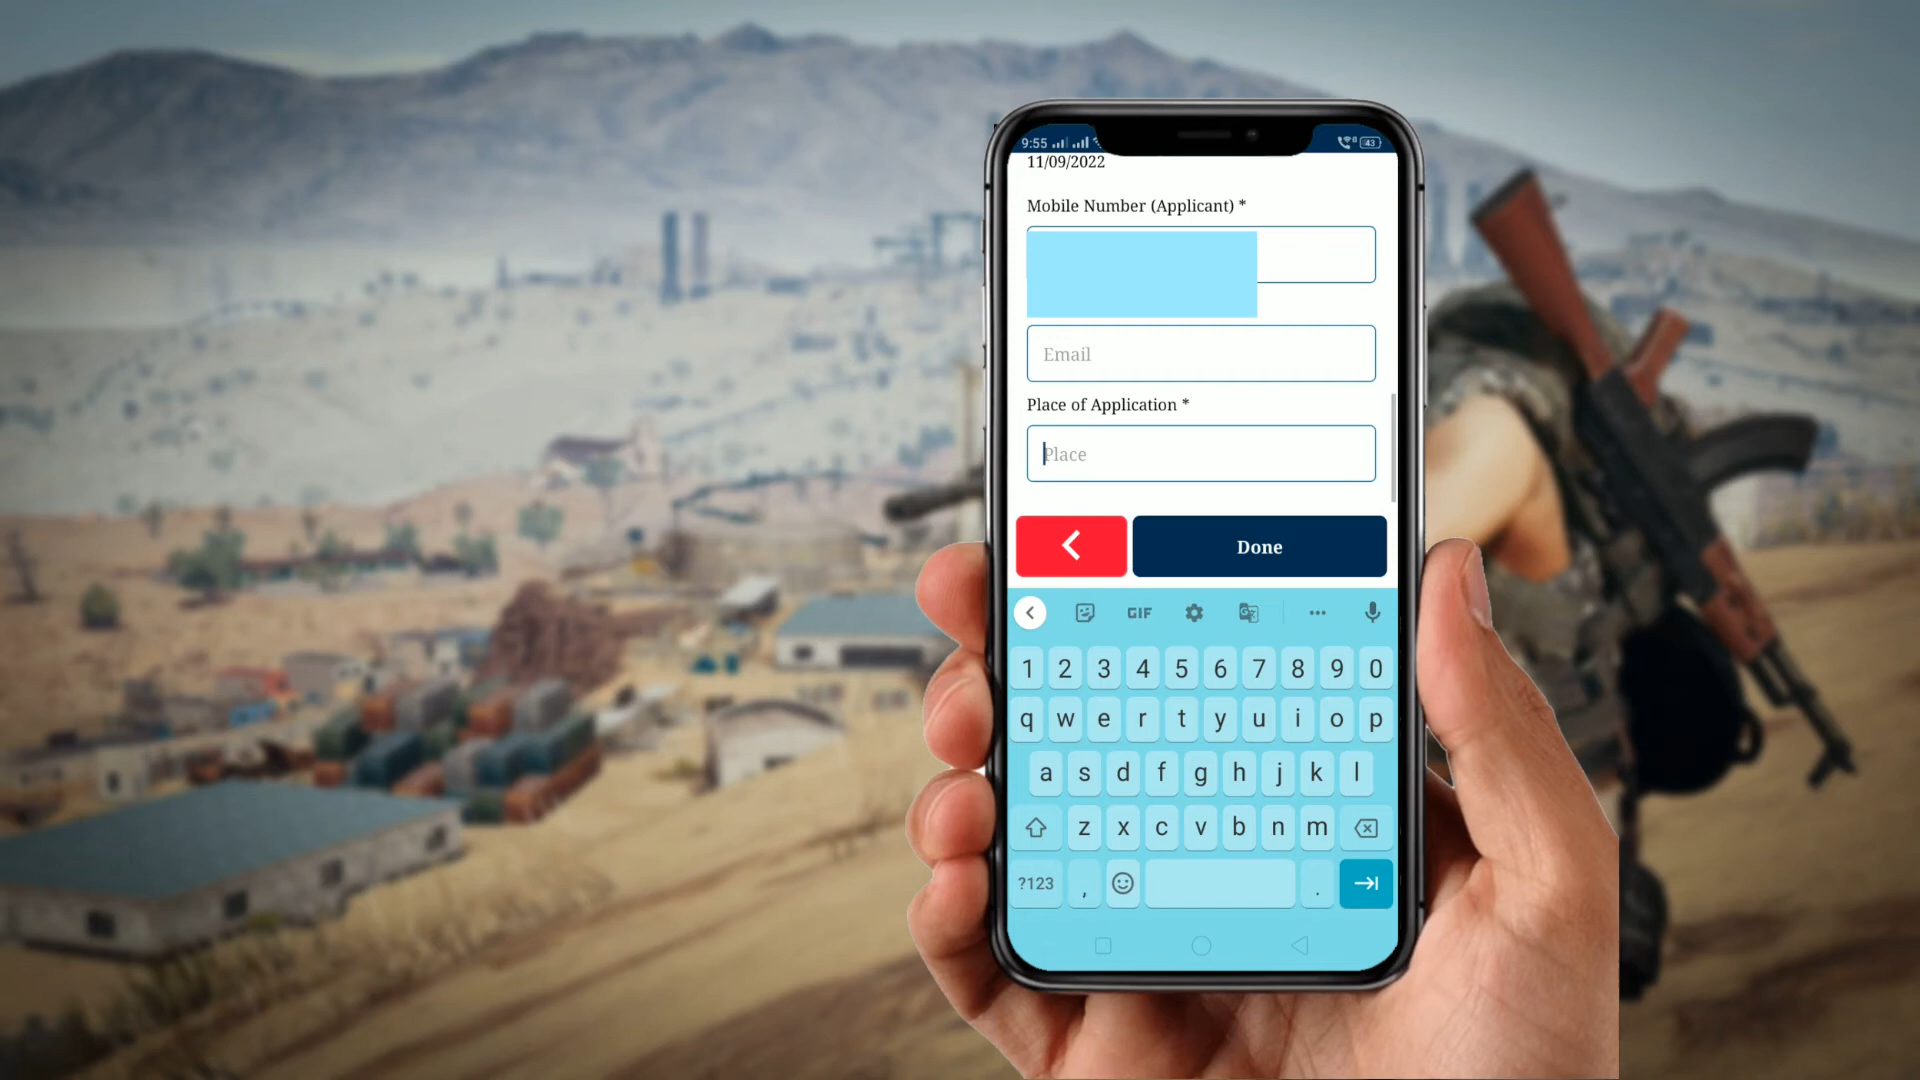 9:55 43
11/09/2022
Mobile Number (Applicant) *
Email
Place of Application *
Place
Done
GIF
1 2 3 4 5 6 7 8 9 0
q w e r t y u i o p
a s d f g h j k l
z x c v b n m
?123 , .